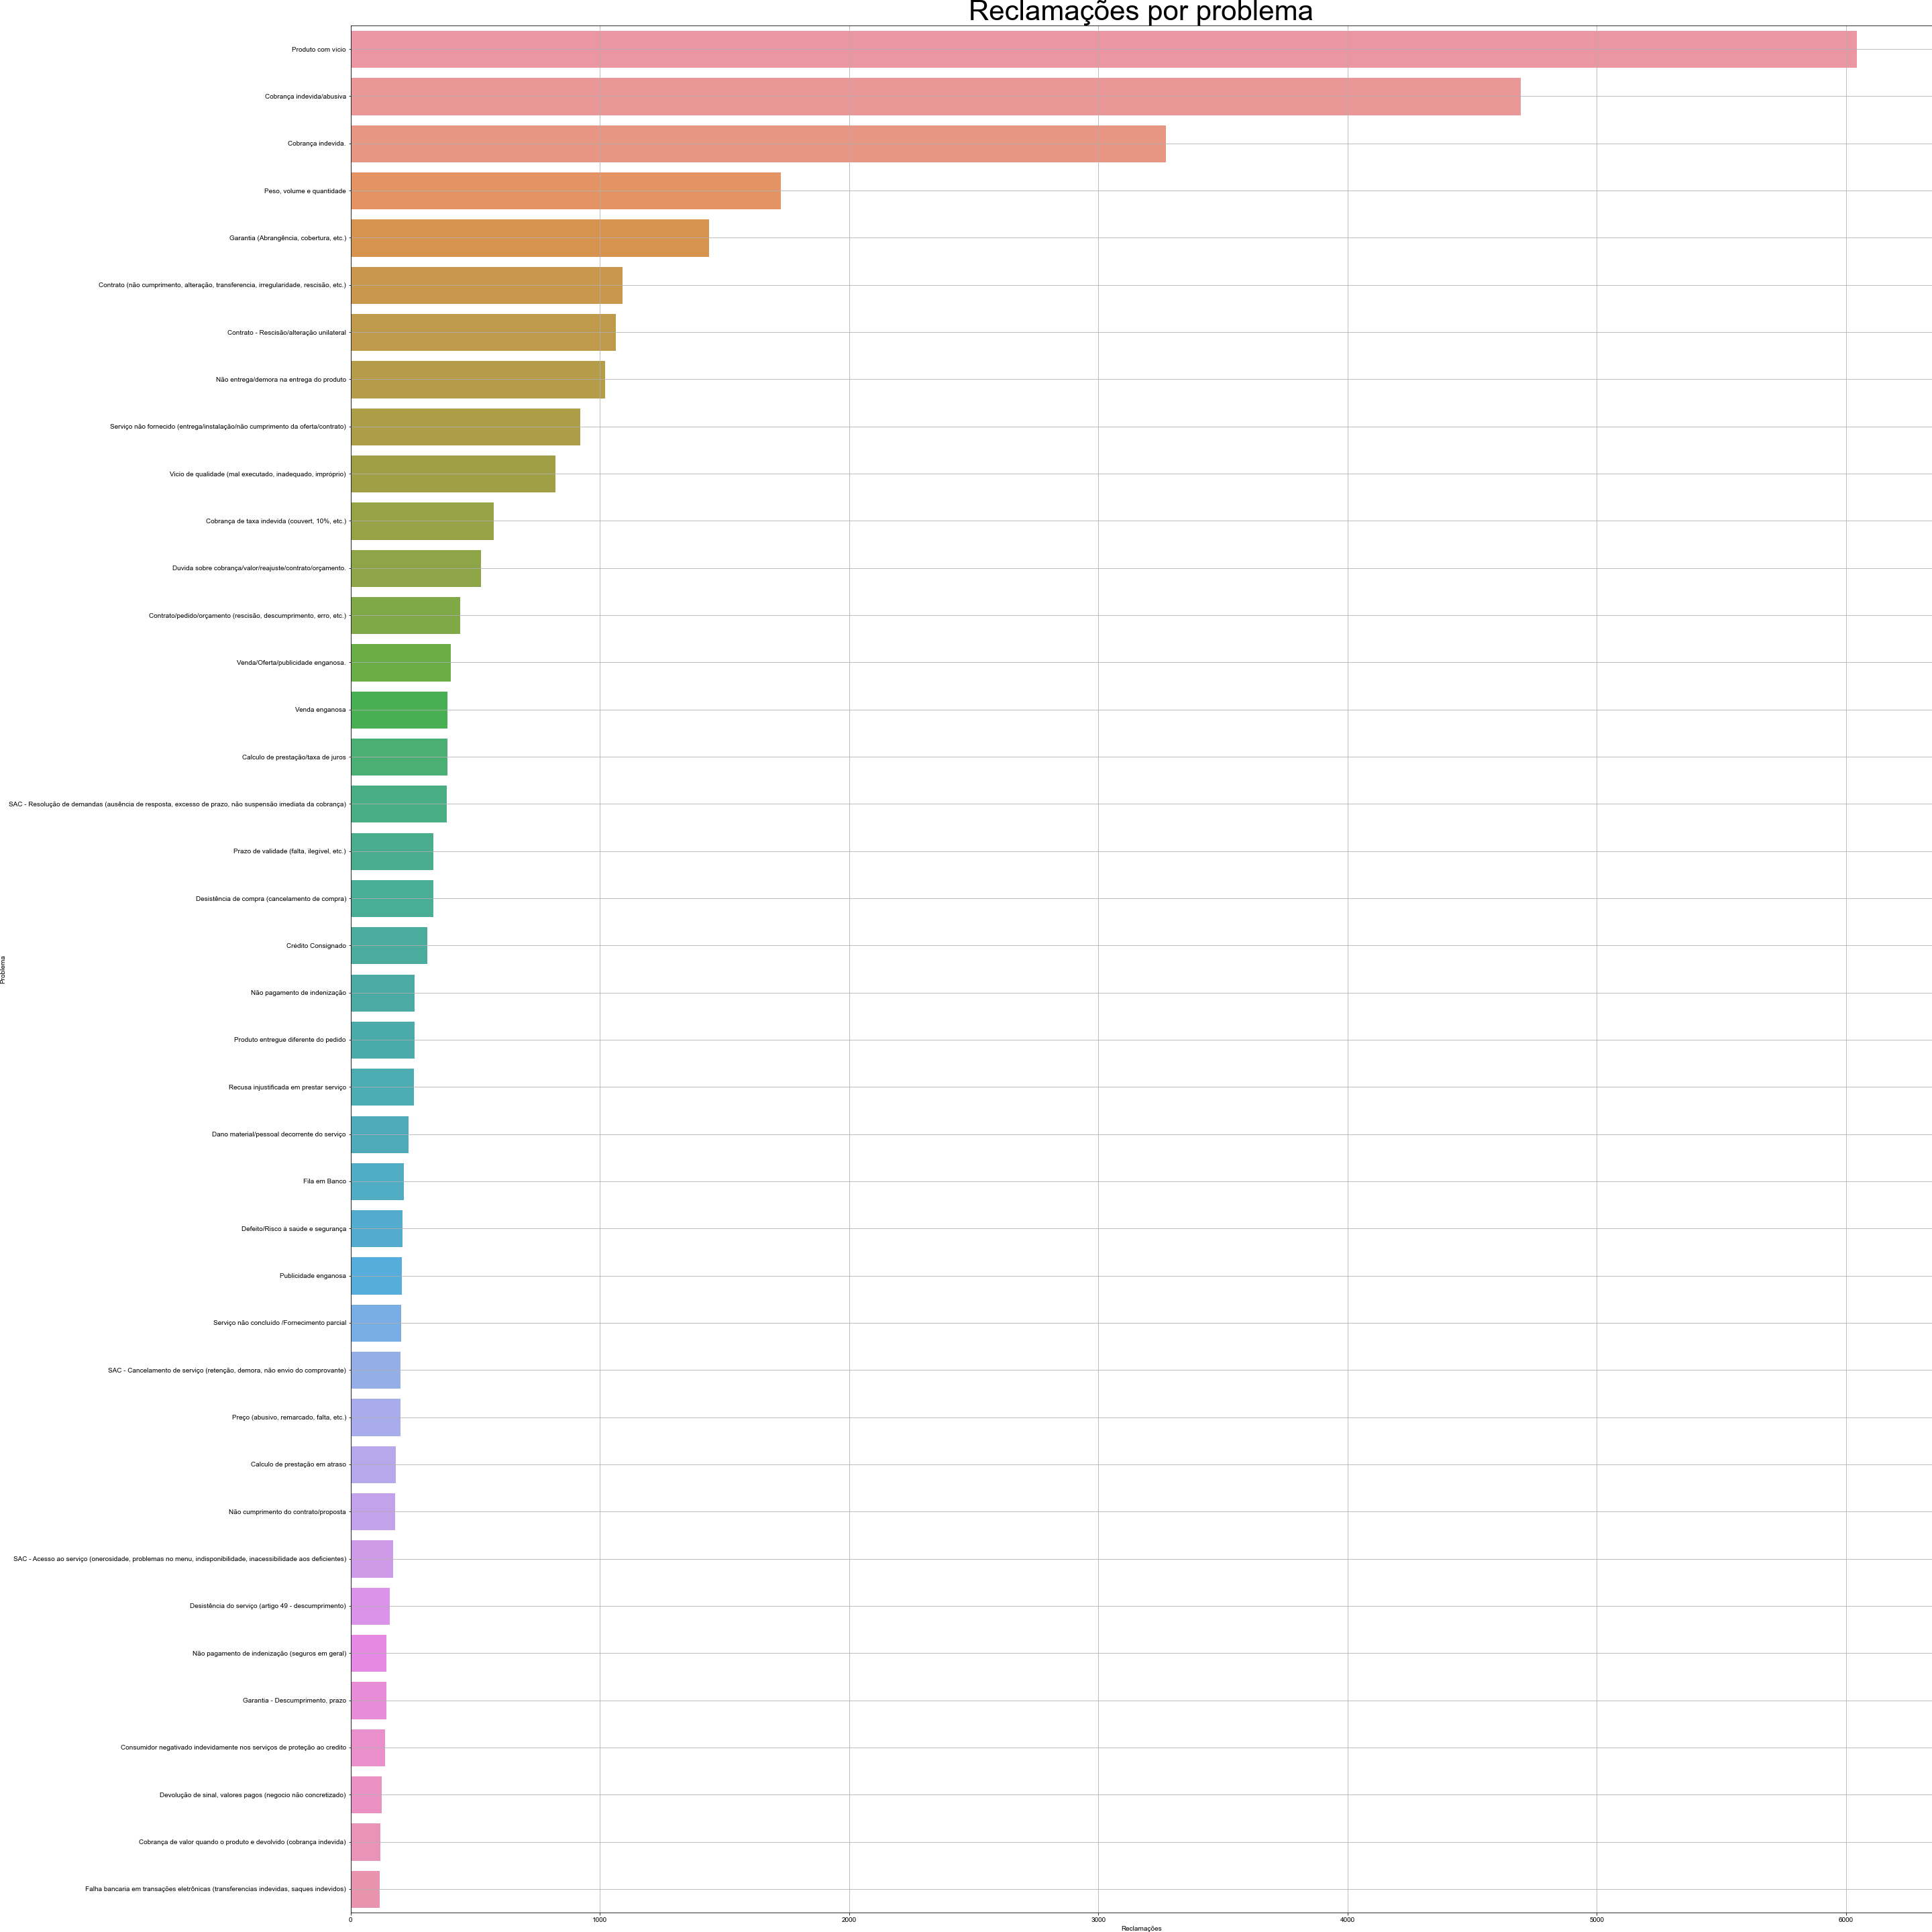 Reclamações por problema
Produto com vício
Cobrança indevida/abusiva
Cobrança indevida.
Peso, volume e quantidade
Garantia (Abrangência, cobertura, etc.)
Contrato (não cumprimento, alteração, transferencia, irregularidade, rescisão, etc.)
Contrato - Rescisão/alteração unilateral
Não entrega/demora na entrega do produto
Serviço não fornecido (entrega/instalação/não cumprimento da oferta/contrato)
Vicio de qualidade (mal executado, inadequado, impróprio)
Cobrança de taxa indevida (couvert, 10%, etc.)
Duvida sobre cobrança/valor/reajuste/contrato/orçamento.
Contrato/pedido/orçamento (rescisão, descumprimento, erro, etc.)
Venda/Oferta/publicidade enganosa.
Venda enganosa
Calculo de prestação/taxa de juros
SAC - Resolução de demandas (ausência de resposta, excesso de prazo, não suspensão imediata da cobrança)
Prazo de validade (falta, ilegível, etc.)
Desistência de compra (cancelamento de compra)
Crédito Consignado
Problema
Não pagamento de indenização
Produto entregue diferente do pedido
Recusa injustificada em prestar serviço
Dano material/pessoal decorrente do serviço
Fila em Banco
Defeito/Risco à saúde e segurança
Publicidade enganosa
Serviço não concluído /Fornecimento parcial
SAC - Cancelamento de serviço (retenção, demora, não envio do comprovante)
Preço (abusivo, remarcado, falta, etc.)
Calculo de prestação em atraso
Não cumprimento do contrato/proposta
SAC - Acesso ao serviço (onerosidade, problemas no menu, indisponibilidade, inacessibilidade aos deficientes)
Desistência do serviço (artigo 49 - descumprimento)
Não pagamento de indenização (seguros em geral)
Garantia - Descumprimento, prazo
Consumidor negativado indevidamente nos serviços de proteção ao credito
Devolução de sinal, valores pagos (negocio não concretizado)
Cobrança de valor quando o produto e devolvido (cobrança indevida)
Falha bancaria em transações eletrônicas (transferencias indevidas, saques indevidos)
0 1000 2000 3000 4000 5000 6000
Reclamações